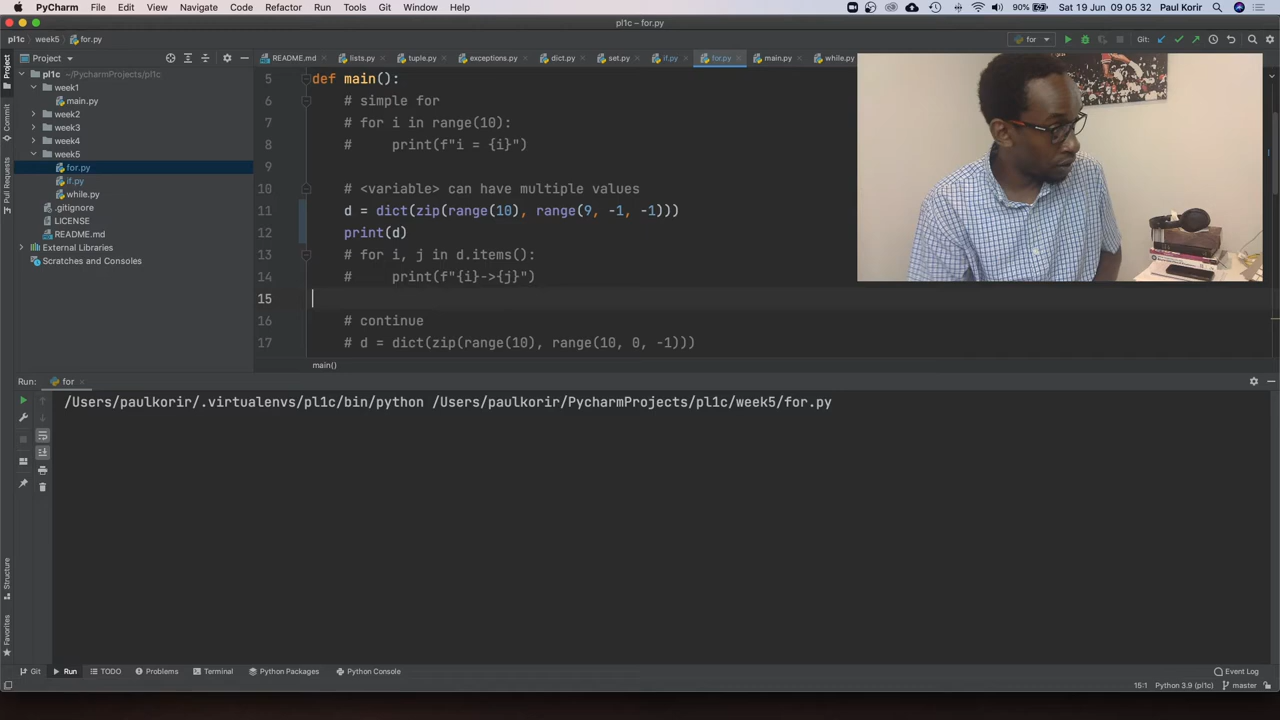 PyCharm File Edit View Navigate Code Refactor Run Tools Git Window Help 90% Sat 19 Jun 09 05 32 Paul Korir
pl1c – for.py
pl1c week5 for.py for Git:
README.md lists.py tuple.py exceptions.py dict.py set.py if.py for.py main.py while.py
Project
Commit
Pull Requests
Structure
Favorites
pl1c ~/PycharmProjects/pl1c
week1
main.py
week2
week3
week4
week5
for.py
if.py
while.py
.gitignore
LICENSE
README.md
External Libraries
Scratches and Consoles
5 def main():
6 # simple for
7 # for i in range(10):
8 # print(f"i = {i}")
9
10 # <variable> can have multiple values
11 d = dict(zip(range(10), range(9, -1, -1)))
12 print(d)
13 # for i, j in d.items():
14 # print(f"{i}->{j}")
15
16 # continue
17 # d = dict(zip(range(10), range(10, 0, -1)))
main()
Run: for
/Users/paulkorir/.virtualenvs/pl1c/bin/python /Users/paulkorir/PycharmProjects/pl1c/week5/for.py
Git Run TODO Problems Terminal Python Packages Python Console Event Log
15:1 Python 3.9 (pl1c) master